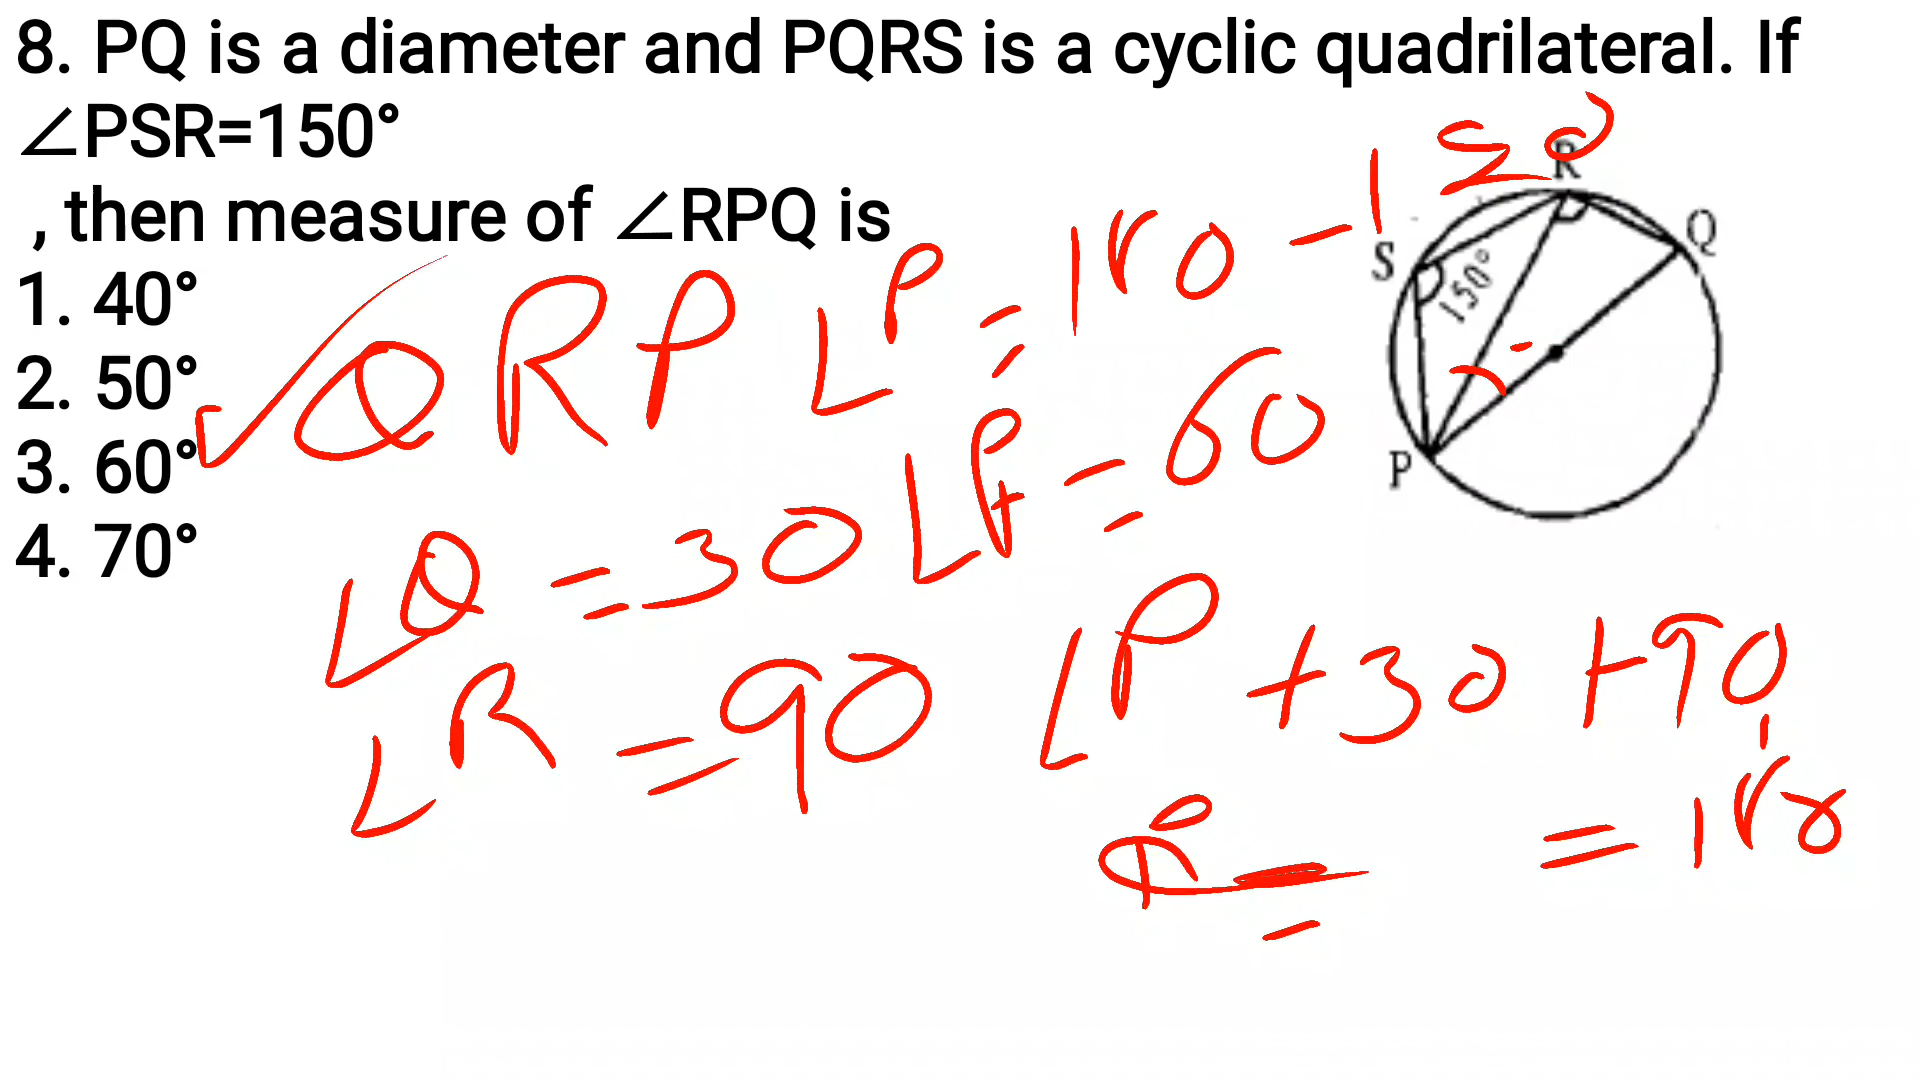 8. PQ is a diameter and PQRS is a cyclic quadrilateral. If
∠PSR=150°
, then measure of ∠RPQ is
1. 40°
2. 50°
3. 60°
4. 70°
R
Q
S
150°
P
QRP
∠P = 180 - 120
∠P = 60
∠Q = 30
∠R = 90
∠P + 30 + 90
= 180